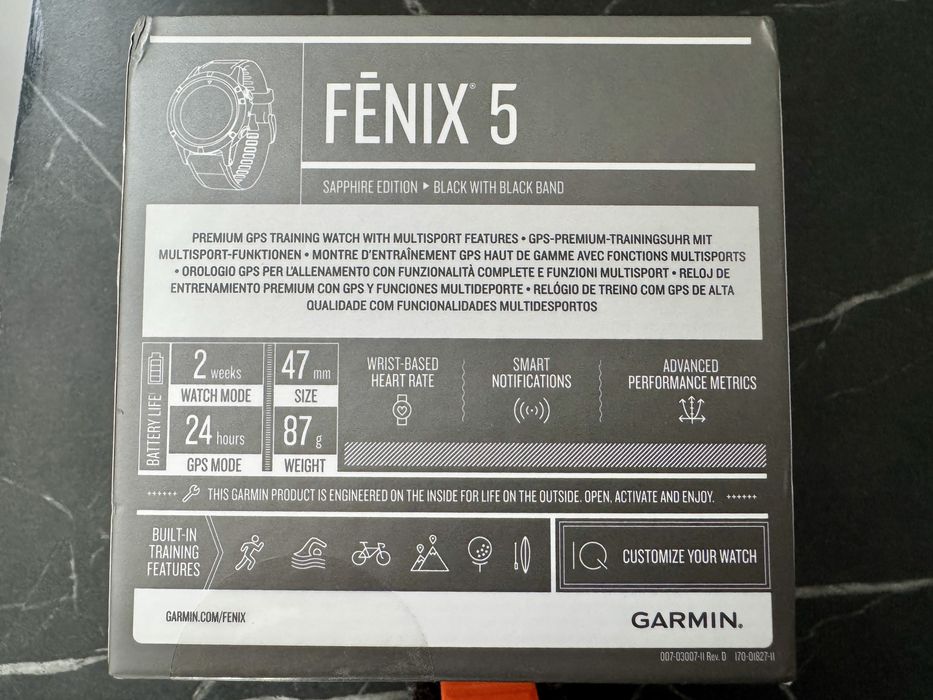 FĒNIX® 5
SAPPHIRE EDITION ▸ BLACK WITH BLACK BAND
PREMIUM GPS TRAINING WATCH WITH MULTISPORT FEATURES • GPS-PREMIUM-TRAININGSUHR MIT
MULTISPORT-FUNKTIONEN • MONTRE D'ENTRAÎNEMENT GPS HAUT DE GAMME AVEC FONCTIONS MULTISPORTS
• OROLOGIO GPS PER L'ALLENAMENTO CON FUNZIONALITÀ COMPLETE E FUNZIONI MULTISPORT • RELOJ DE
ENTRENAMIENTO PREMIUM CON GPS Y FUNCIONES MULTIDEPORTE • RELÓGIO DE TREINO COM GPS DE ALTA
QUALIDADE COM FUNCIONALIDADES MULTIDESPORTOS
BATTERY LIFE!
2 weeks
WATCH MODE
24 hours
GPS MODE
47 mm
SIZE
87 g
WEIGHT
WRIST-BASED
HEART RATE
SMART
NOTIFICATIONS
ADVANCED
PERFORMANCE METRICS
THIS GARMIN PRODUCT IS ENGINEERED ON THE INSIDE FOR LIFE ON THE OUTSIDE. OPEN, ACTIVATE AND ENJOY.
BUILT-IN
TRAINING
FEATURES
IQ CUSTOMIZE YOUR WATCH
GARMIN.COM/FENIX
GARMIN®
007-03007-11 Rev. D 170-01827-11